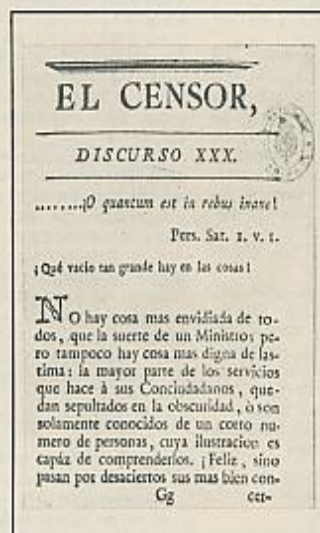 EL CENSOR,
DISCURSO XXX.
........¡O quantum est in rebus inane!
Pers. Sat. 1. v. 1.
¡Qué vacio tan grande hay en las cosas!
NO hay cosa mas envidiada de to-
dos, que la suerte de un Ministro; pe-
ro tampoco hay cosa mas digna de las-
tima: la mayor parte de los servicios
que hace à sus Conciudadanos, que-
dan sepultados en la obscuridad, ò son
solamente conocidos de un corto nu-
mero de personas, cuya ilustracion es
capáz de comprenderlos. ¡Feliz, sino
pasan por desaciertos sus mas bien con-
Gg cer-